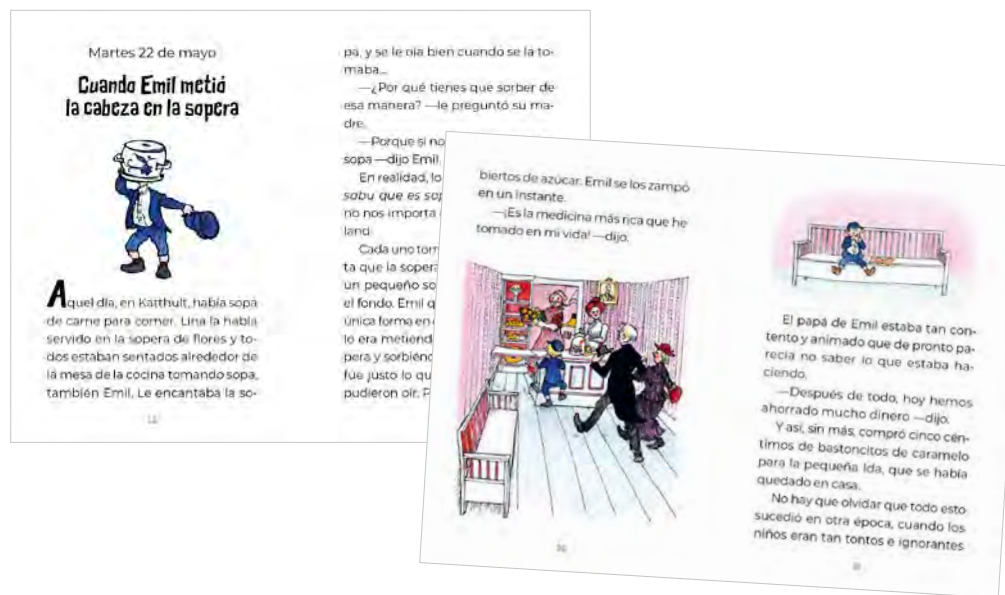 Martes 22 de mayo
Cuando Emil metió
la cabeza en la sopera
Aquel día, en Katthult, había sopa
de carne para comer. Lina la había
servido en la sopera de flores y to-
dos estaban sentados alrededor de
la mesa de la cocina tomando sopa,
también Emil. Le encantaba la so-
pa, y se le oía bien cuando se la to-
maba...
—¿Por qué tienes que sorber de
esa manera? —le preguntó su ma-
dre.
—Porque si no
sopa —dijo Emil.
En realidad, lo
sabu que es sop
no nos importa
land.
Cada uno tom
ta que la sopera
un pequeño so
el fondo. Emil q
única forma en
lo era metiend
pera y sorbiénd
fue justo lo qu
pudieron oír. P
biertos de azúcar. Emil se los zampó
en un instante.
—¡Es la medicina más rica que he
tomado en mi vida! —dijo.
El papá de Emil estaba tan con-
tento y animado que de pronto pa-
recía no saber lo que estaba ha-
ciendo.
—Después de todo, hoy hemos
ahorrado mucho dinero —dijo.
Y así, sin más, compró cinco cén-
timos de bastoncitos de caramelo
para la pequeña Ida, que se había
quedado en casa.
No hay que olvidar que todo esto
sucedió en otra época, cuando los
niños eran tan tontos e ignorantes